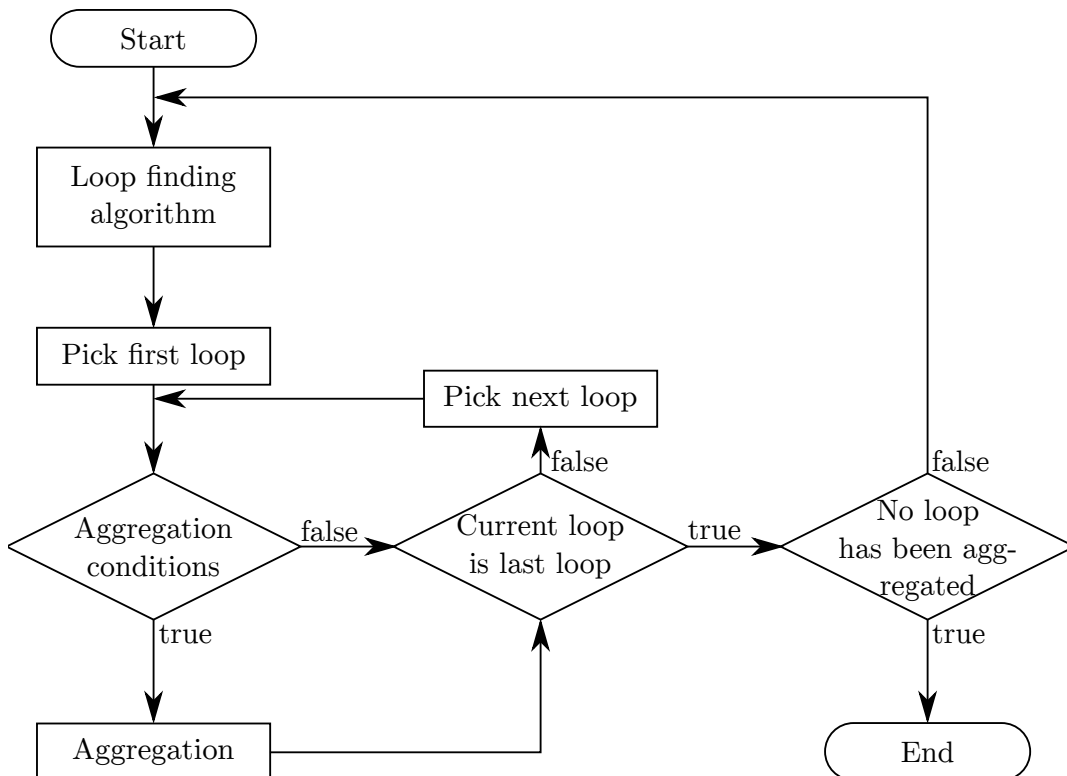 Start
Loop finding
algorithm
Pick first loop
Pick next loop
false
false
Aggregation
conditions
false
Current loop
is last loop
true
No loop
has been agg-
regated
true
true
Aggregation
End